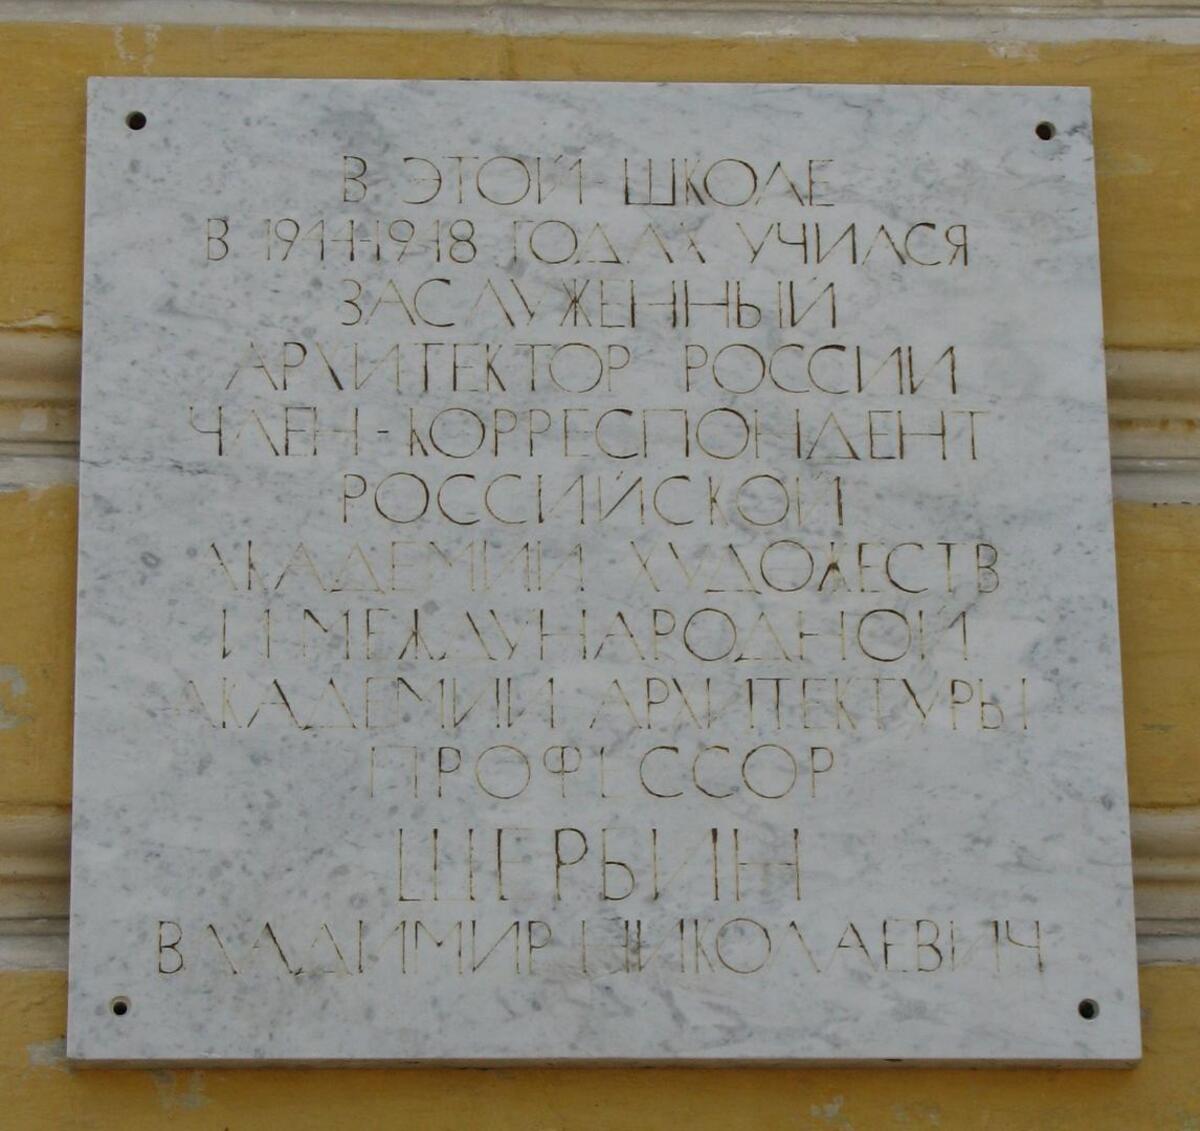 В ЭТОЙ ШКОЛЕ
В 1944-1948 ГОДАХ УЧИЛСЯ
ЗАСЛУЖЕННЫЙ
АРХИТЕКТОР РОССИИ
ЧЛЕН-КОРРЕСПОНДЕНТ
РОССИЙСКОЙ
АКАДЕМИИ ХУДОЖЕСТВ
И МЕЖДУНАРОДНОЙ
АКАДЕМИИ АРХИТЕКТУРЫ
ПРОФЕССОР
ЩЕРБИН
ВЛАДИМИР НИКОЛАЕВИЧ